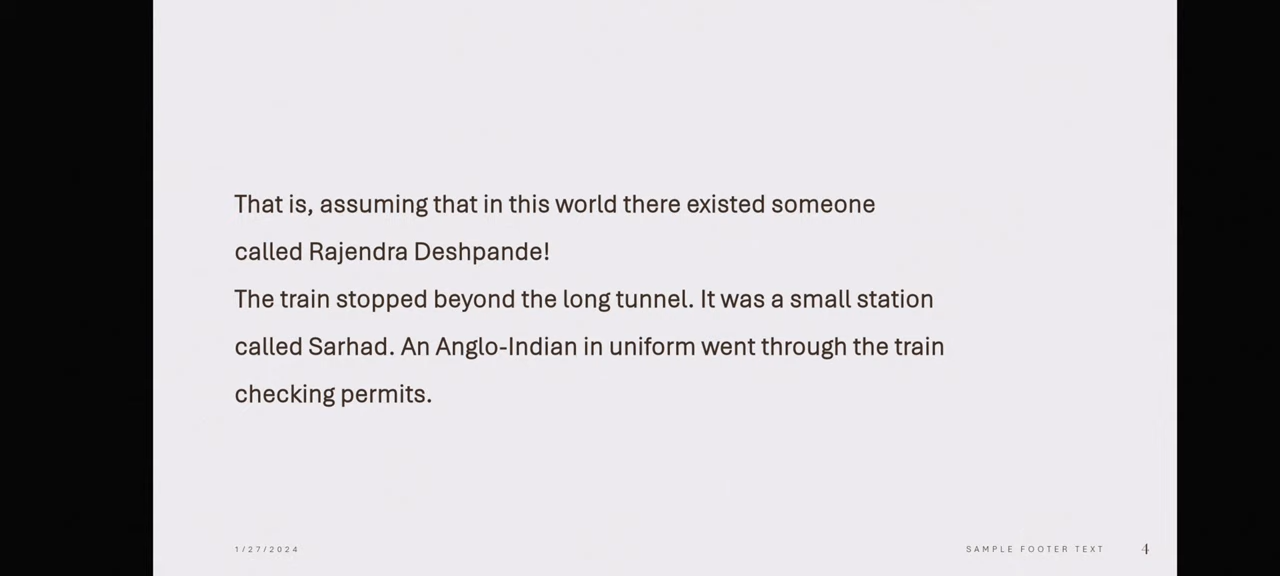 That is, assuming that in this world there existed someone
called Rajendra Deshpande!
The train stopped beyond the long tunnel. It was a small station
called Sarhad. An Anglo-Indian in uniform went through the train
checking permits.
1/27/2024
SAMPLE FOOTER TEXT
4